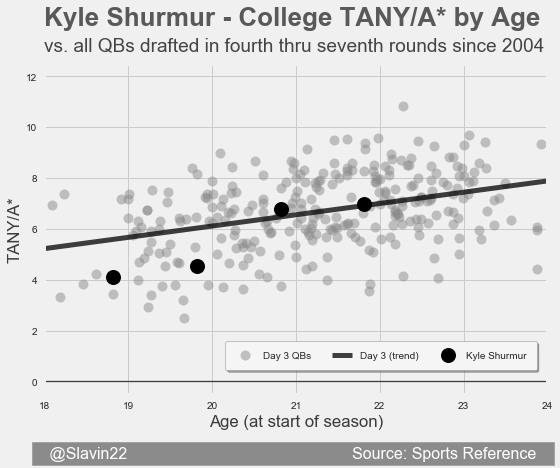 Kyle Shurmur - College TANY/A* by Age
vs. all QBs drafted in fourth thru seventh rounds since 2004
12
10
8
6
4
2
0
TANY/A*
18 19 20 21 22 23 24
Day 3 QBs Day 3 (trend) Kyle Shurmur
Age (at start of season)
@Slavin22 Source: Sports Reference